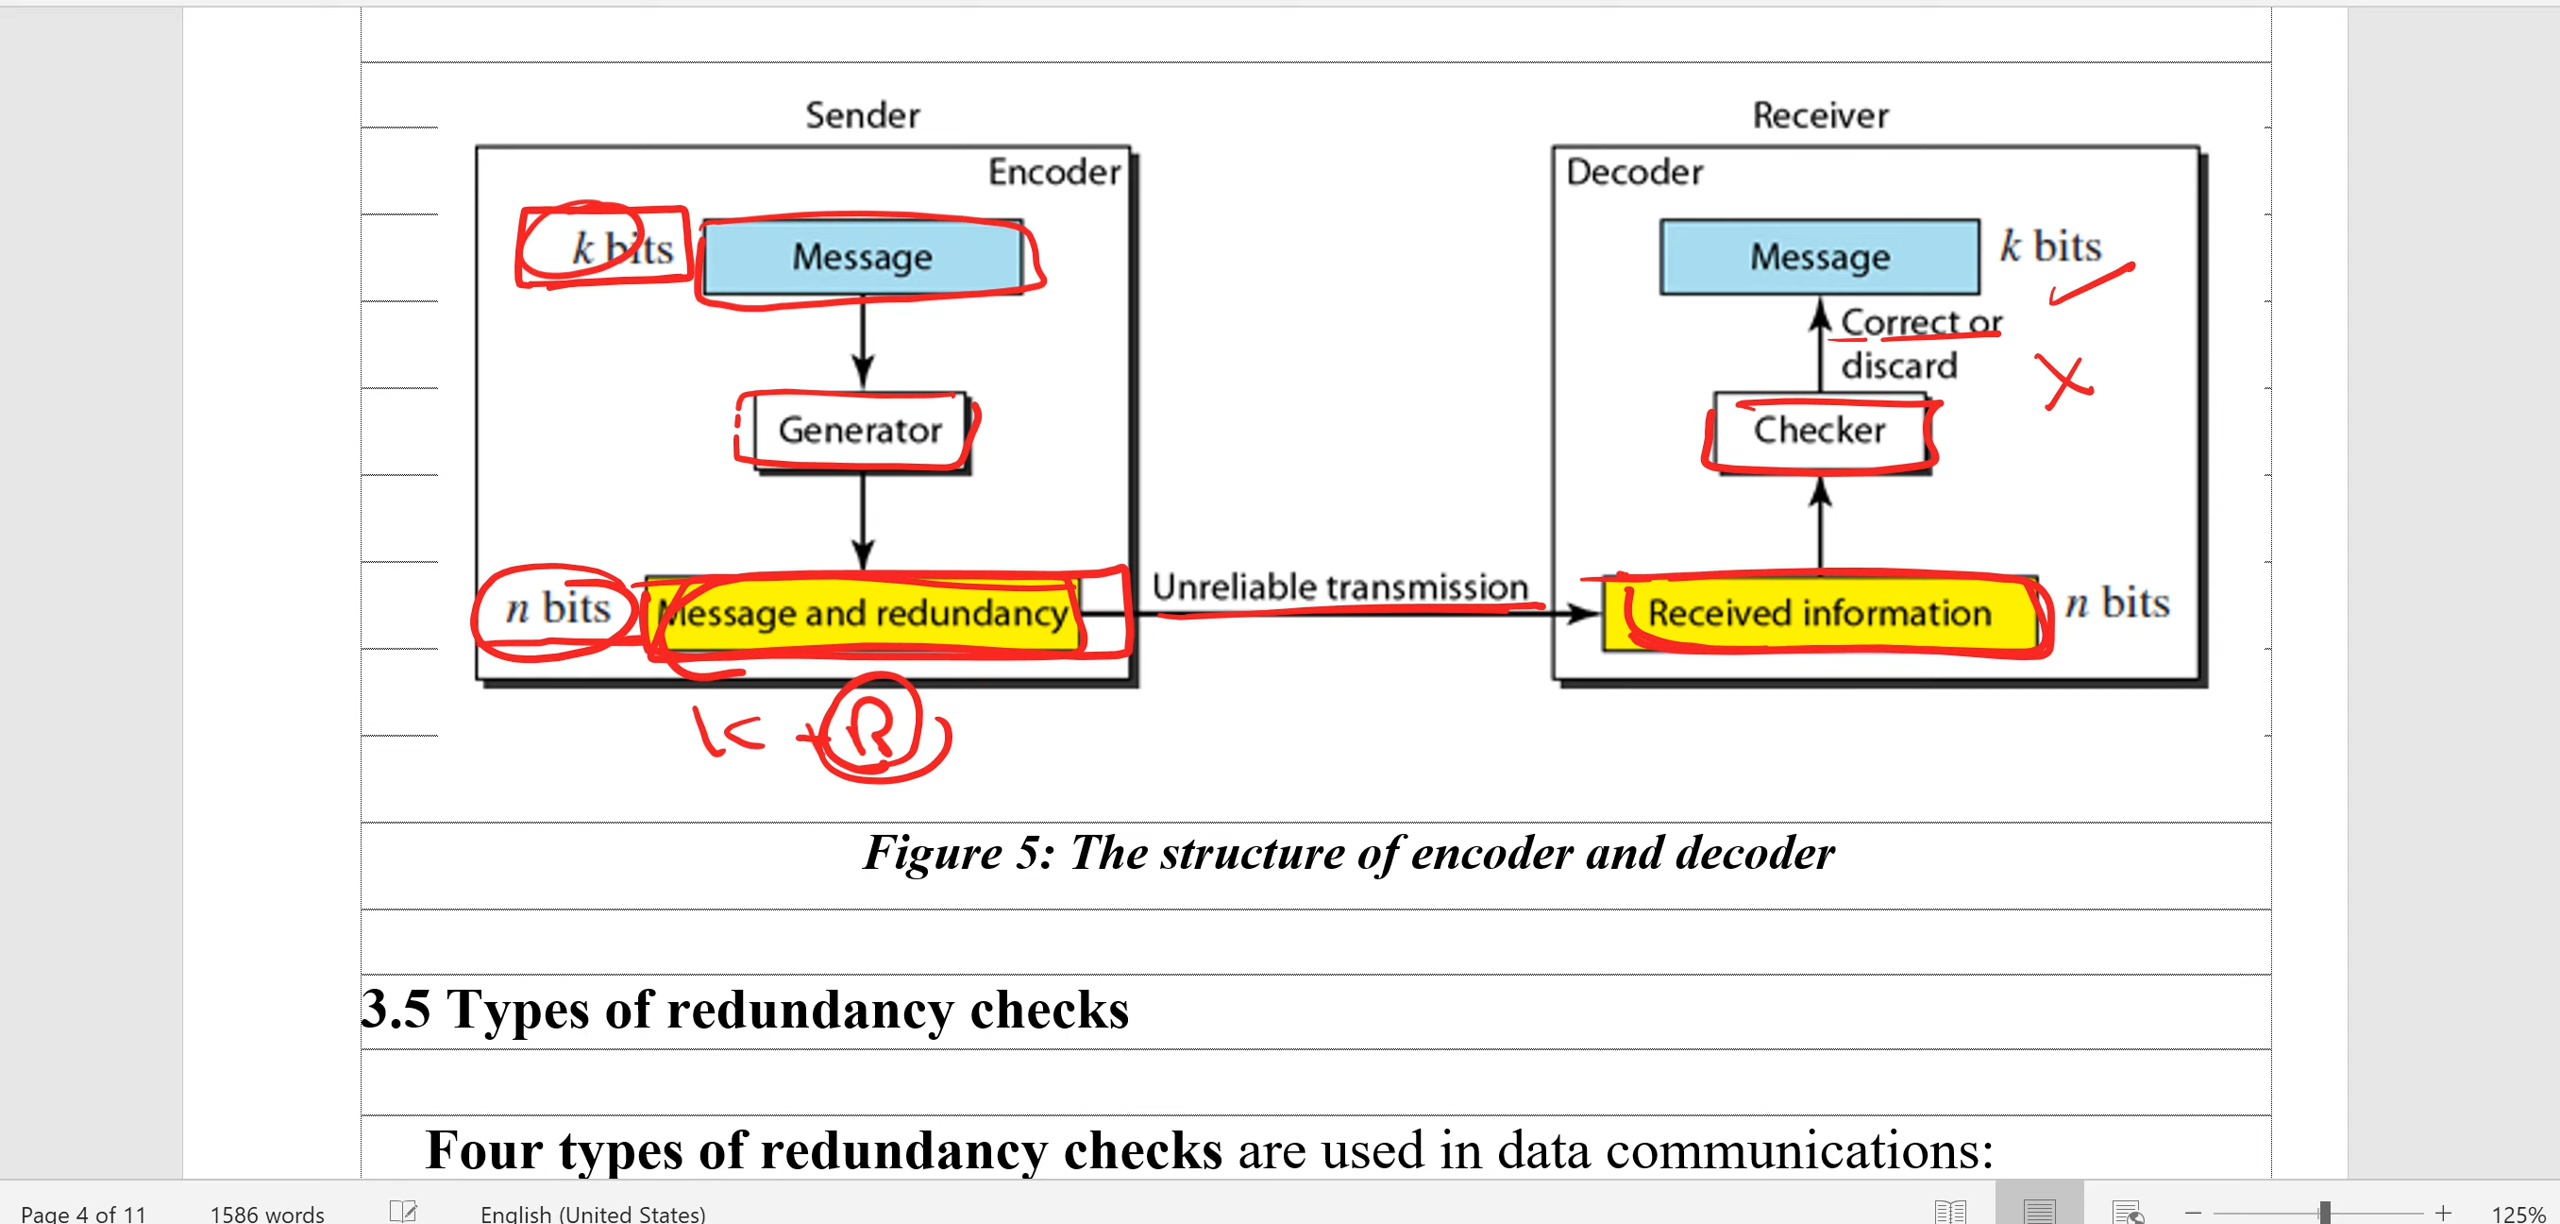 Sender
Receiver
Encoder
Decoder
k bits
Message
Message
k bits
Correct or
discard
Generator
Checker
n bits
Message and redundancy
Unreliable transmission
Received information
n bits
K + R
Figure 5: The structure of encoder and decoder
3.5 Types of redundancy checks
Four types of redundancy checks are used in data communications:
Page 4 of 11
1586 words
English (United States)
125%